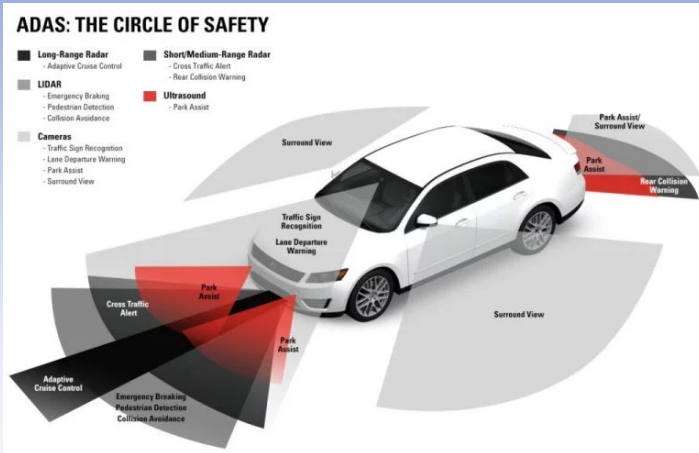 ADAS: THE CIRCLE OF SAFETY
Long-Range Radar
- Adaptive Cruise Control
LIDAR
- Emergency Braking
- Pedestrian Detection
- Collision Avoidance
Cameras
- Traffic Sign Recognition
- Lane Departure Warning
- Park Assist
- Surround View
Short/Medium-Range Radar
- Cross Traffic Alert
- Rear Collision Warning
Ultrasound
- Park Assist
Surround View
Park Assist/
Surround View
Park
Assist
Rear Collision
Warning
Traffic Sign
Recognition
Lane Departure
Warning
Park
Assist
Cross Traffic
Alert
Surround View
Park
Assist
Adaptive
Cruise Control
Emergency Breaking
Pedestrian Detection
Collision Avoidance